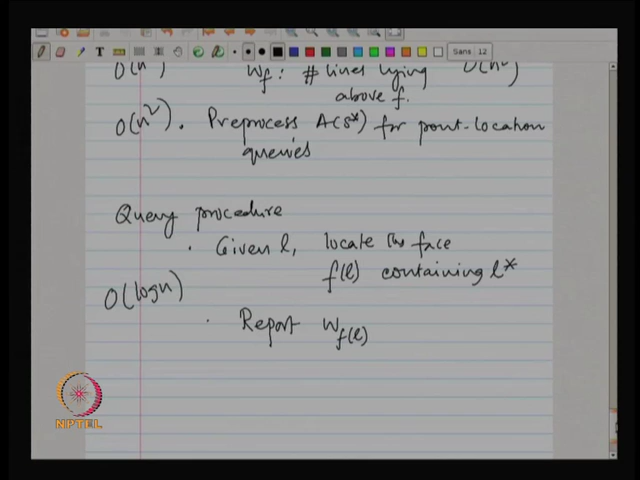 Sans 12
O(n²) W_f : # lines lying O(n²)
above f.
O(n²) . Preprocess A(S*) for point-location
queries
Query procedure
. Given l, locate the face
f(l) containing l*
O(log n)
. Report W_f(l)
NPTEL